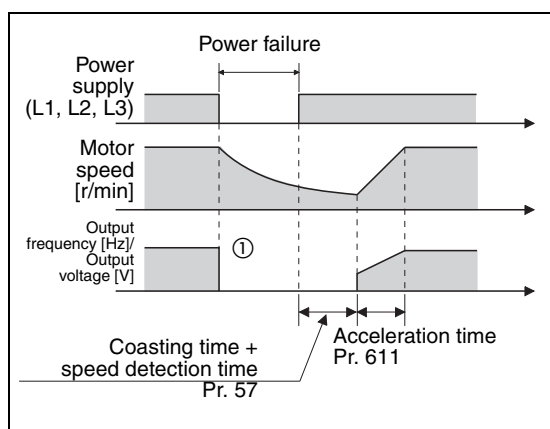 Power failure
Power
supply
(L1, L2, L3)
Motor
speed
[r/min]
Output
frequency [Hz]/
Output
voltage [V]
①
Coasting time +
speed detection time
Pr. 57
Acceleration time
Pr. 611